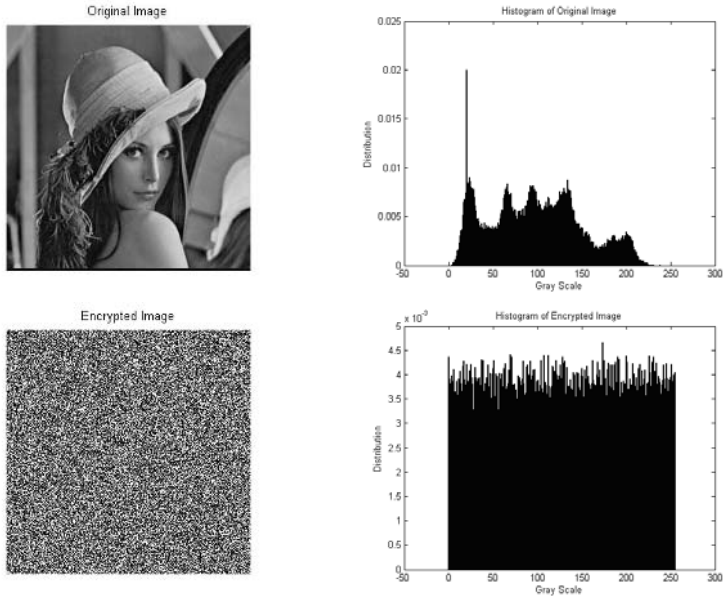 Original Image
Histogram of Original Image
0.025
0.02
0.015
0.01
0.005
0
Distribution
-50 0 50 100 150 200 250 300
Gray Scale
Encrypted Image
Histogram of Encrypted Image
x 10^-3
5
4.5
4
3.5
3
2.5
2
1.5
1
0.5
0
Distribution
-50 0 50 100 150 200 250 300
Gray Scale